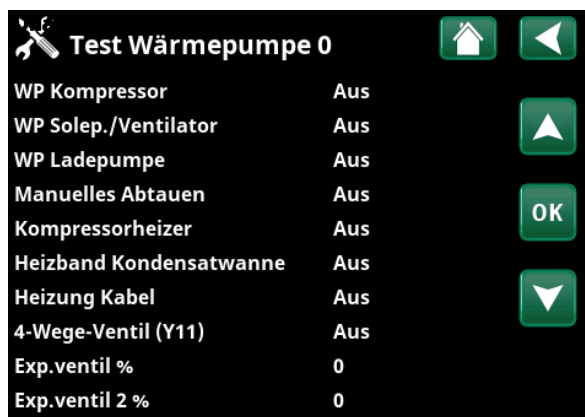 Test Wärmepumpe 0
WP Kompressor Aus
WP Solep./Ventilator Aus
WP Ladepumpe Aus
Manuelles Abtauen Aus
Kompressorheizer Aus
OK
Heizband Kondensatwanne Aus
Heizung Kabel Aus
4-Wege-Ventil (Y11) Aus
Exp.ventil % 0
Exp.ventil 2 % 0